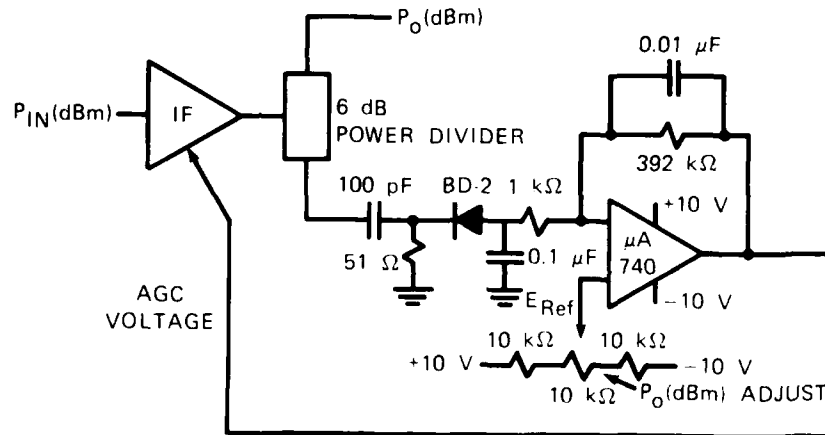 P₀(dBm)
0.01 µF
P_IN(dBm)
IF
6 dB
POWER DIVIDER
392 kΩ
100 pF
BD-2
1 kΩ
+10 V
µA
740
51 Ω
0.1 µF
-10 V
E_Ref
AGC
VOLTAGE
10 kΩ
10 kΩ
+10 V
-10 V
10 kΩ
P₀(dBm) ADJUST